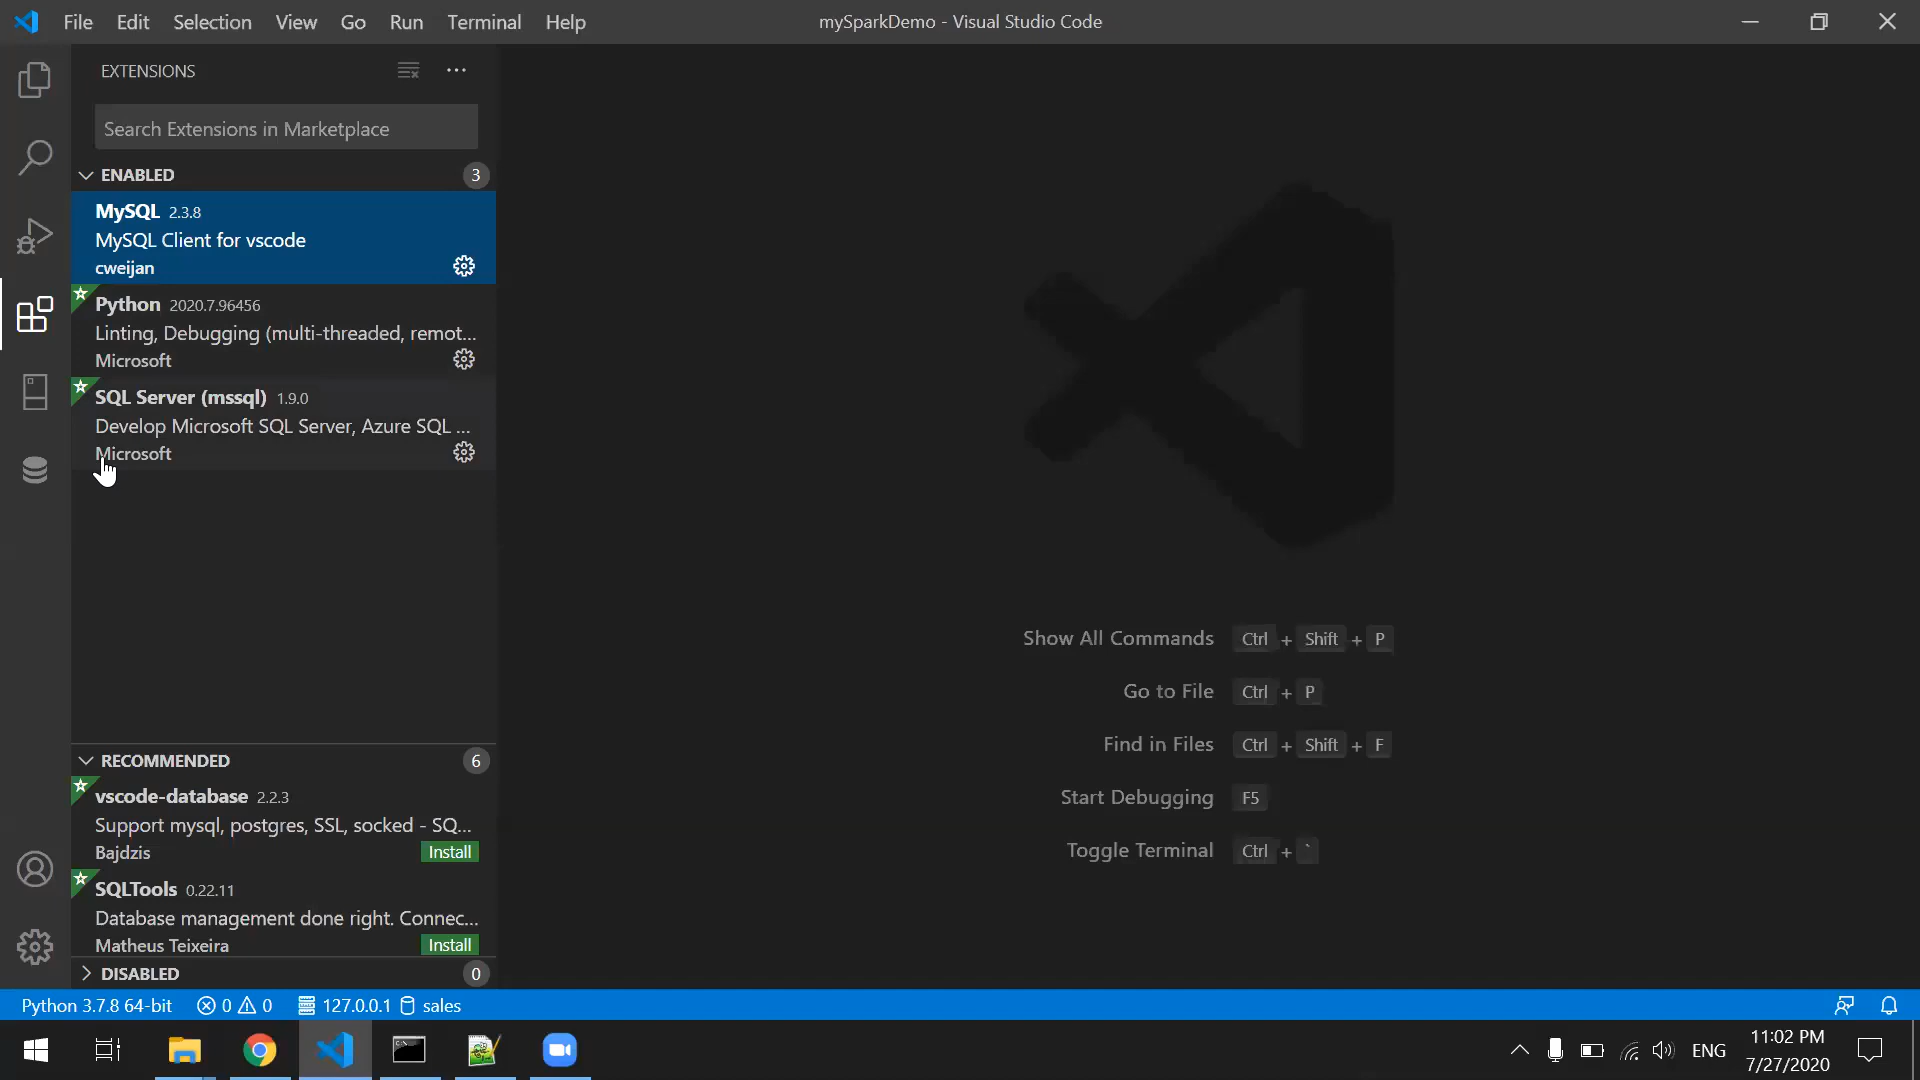 File Edit Selection View Go Run Terminal Help
mySparkDemo - Visual Studio Code
EXTENSIONS
Search Extensions in Marketplace
ENABLED 3
MySQL 2.3.8
MySQL Client for vscode
cweijan
Python 2020.7.96456
Linting, Debugging (multi-threaded, remot...
Microsoft
SQL Server (mssql) 1.9.0
Develop Microsoft SQL Server, Azure SQL ...
Microsoft
Show All Commands Ctrl + Shift + P
Go to File Ctrl + P
Find in Files Ctrl + Shift + F
Start Debugging F5
Toggle Terminal Ctrl + `
RECOMMENDED 6
vscode-database 2.2.3
Support mysql, postgres, SSL, socked - SQ...
Bajdzis Install
SQLTools 0.22.11
Database management done right. Connec...
Matheus Teixeira Install
DISABLED 0
Python 3.7.8 64-bit 0 0 127.0.0.1 sales
ENG
11:02 PM
7/27/2020